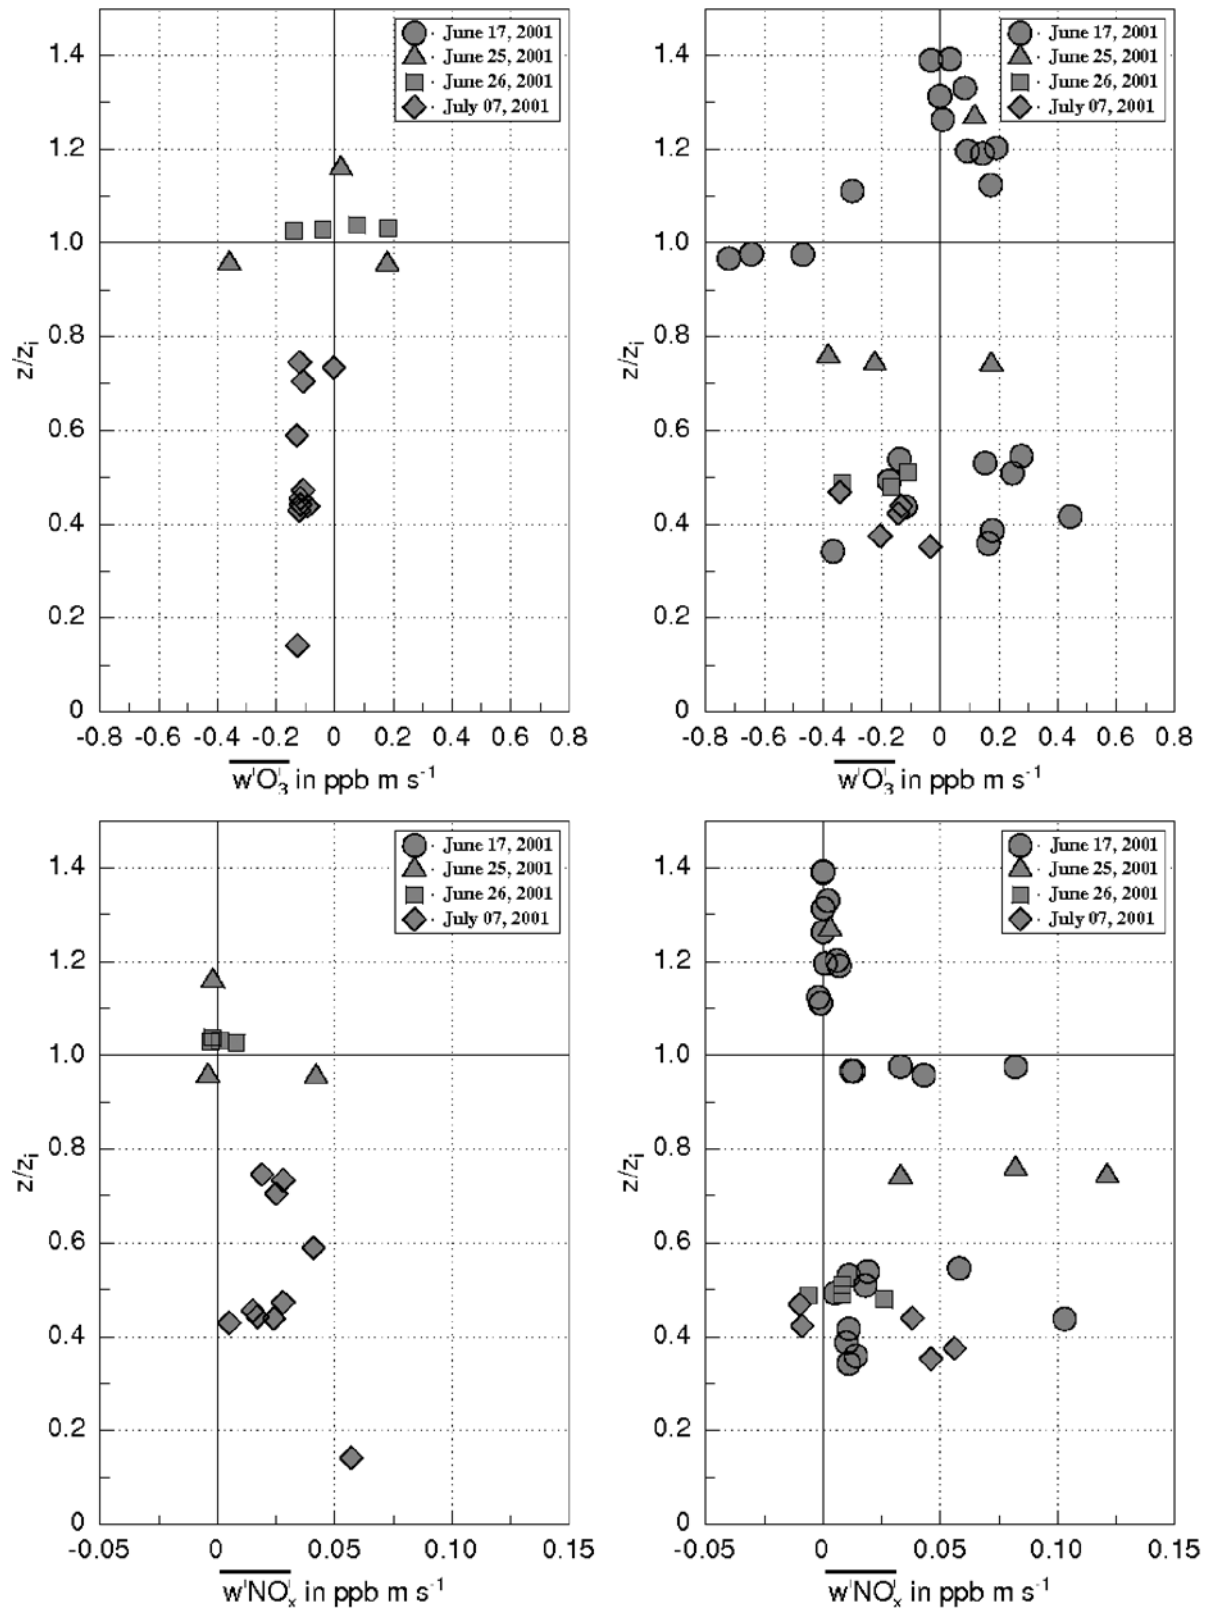 June 17, 2001
June 25, 2001
June 26, 2001
July 07, 2001
1.4
1.2
1.0
0.8
0.6
0.4
0.2
0
z/zi
-0.8 -0.6 -0.4 -0.2 0 0.2 0.4 0.6 0.8
w'O3' in ppb m s-1
June 17, 2001
June 25, 2001
June 26, 2001
July 07, 2001
1.4
1.2
1.0
0.8
0.6
0.4
0.2
0
z/zi
-0.8 -0.6 -0.4 -0.2 0 0.2 0.4 0.6 0.8
w'O3' in ppb m s-1
June 17, 2001
June 25, 2001
June 26, 2001
July 07, 2001
1.4
1.2
1.0
0.8
0.6
0.4
0.2
0
z/zi
-0.05 0 0.05 0.10 0.15
w'NOx' in ppb m s-1
June 17, 2001
June 25, 2001
June 26, 2001
July 07, 2001
1.4
1.2
1.0
0.8
0.6
0.4
0.2
0
z/zi
-0.05 0 0.05 0.10 0.15
w'NOx' in ppb m s-1